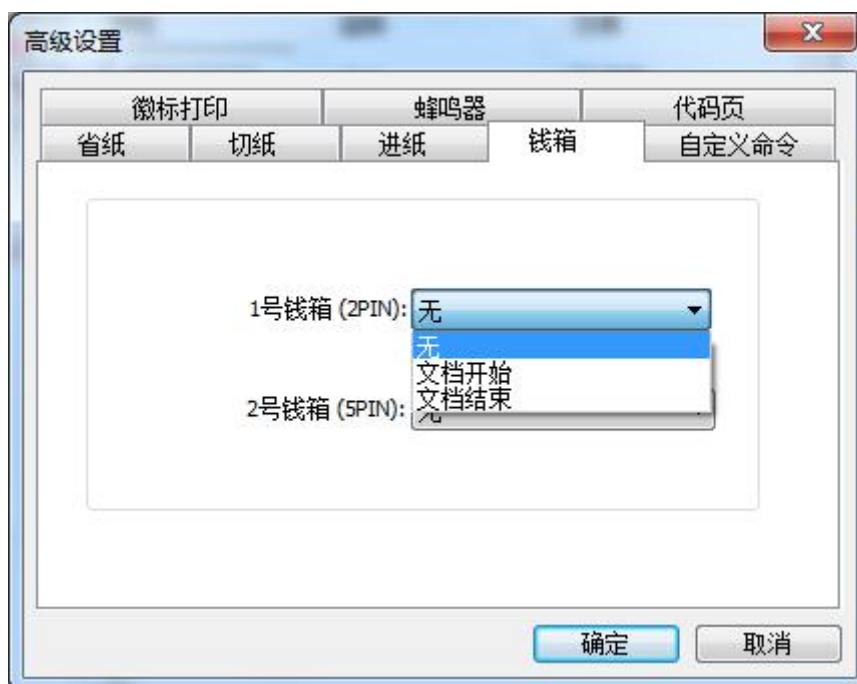 高级设置
徽标打印 蜂鸣器 代码页
省纸 切纸 进纸 钱箱 自定义命令
1号钱箱 (2PIN): 无
无
文档开始
文档结束
2号钱箱 (5PIN):
确定 取消